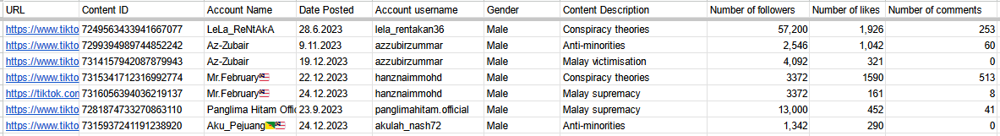 URL Content ID Account Name Date Posted Account username Gender Content Description Number of followers Number of likes Number of comments
https://www.tikto 7249563433941667077 LeLa_ReNtAkA 28.6.2023 lela_rentakan36 Male Conspiracy theories 57,200 1,926 253
https://www.tikto 7299394989744852242 Az-Zubair 9.11.2023 azzubirzummar Male Anti-minorities 2,546 1,042 60
https://www.tikto 7314157942087879943 Az-Zubair 19.12.2023 azzubirzummar Male Malay victimisation 4,092 321 0
https://www.tikto 7315341712316992774 Mr.February 22.12.2023 hanznaimmohd Male Conspiracy theories 3372 1590 513
https://tiktok.con 7316056394036219137 Mr.February 24.12.2023 hanznaimmohd Male Malay supremacy 3372 161 8
https://www.tikto 7281874733270863110 Panglima Hitam Offi 23.9.2023 panglimahitam.official Male Malay supremacy 13,000 452 41
https://www.tikto 7315937241191238920 Aku_Pejuang 24.12.2023 akulah_nash72 Male Anti-minorities 1,342 290 0